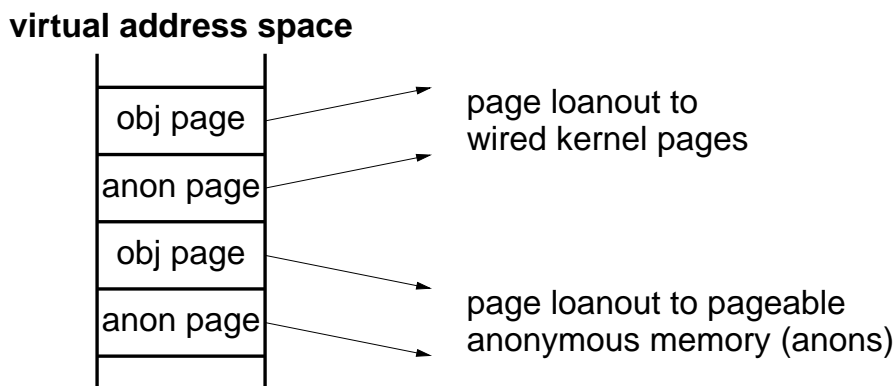 virtual address space
obj page
page loanout to
wired kernel pages
anon page
obj page
anon page
page loanout to pageable
anonymous memory (anons)